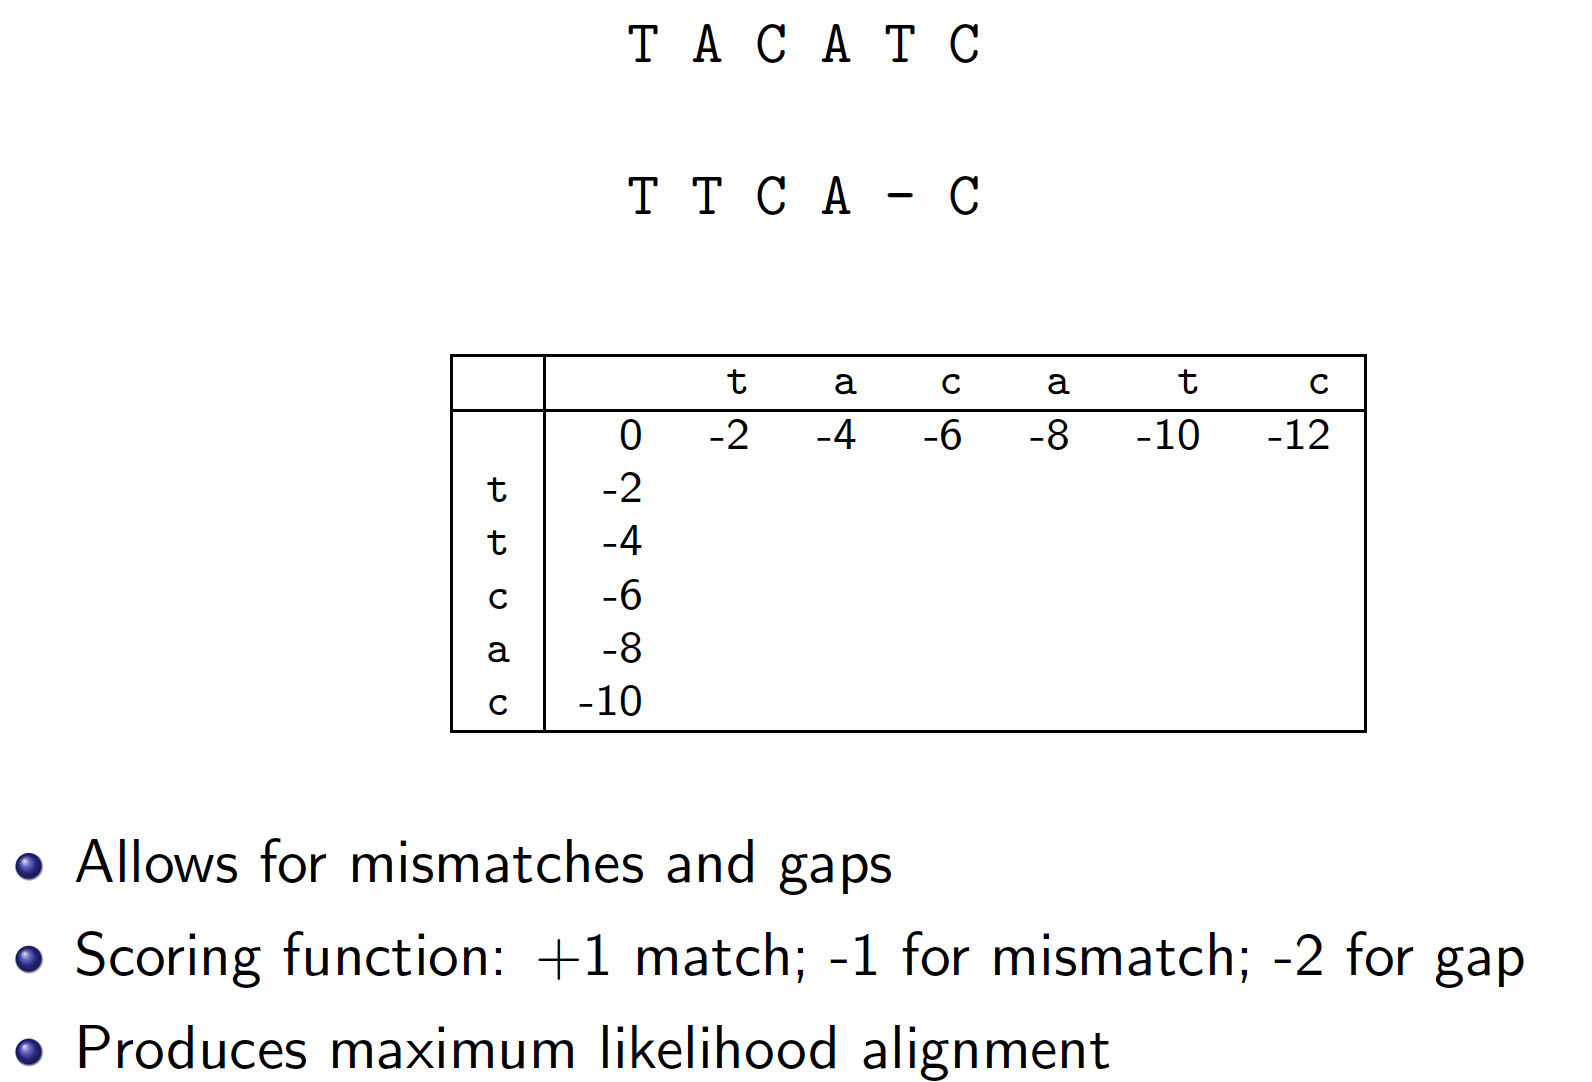 T A C A T C
T T C A - C
t a c a t c
0 -2 -4 -6 -8 -10 -12
t -2
t -4
c -6
a -8
c -10
Allows for mismatches and gaps
Scoring function: +1 match; -1 for mismatch; -2 for gap
Produces maximum likelihood alignment